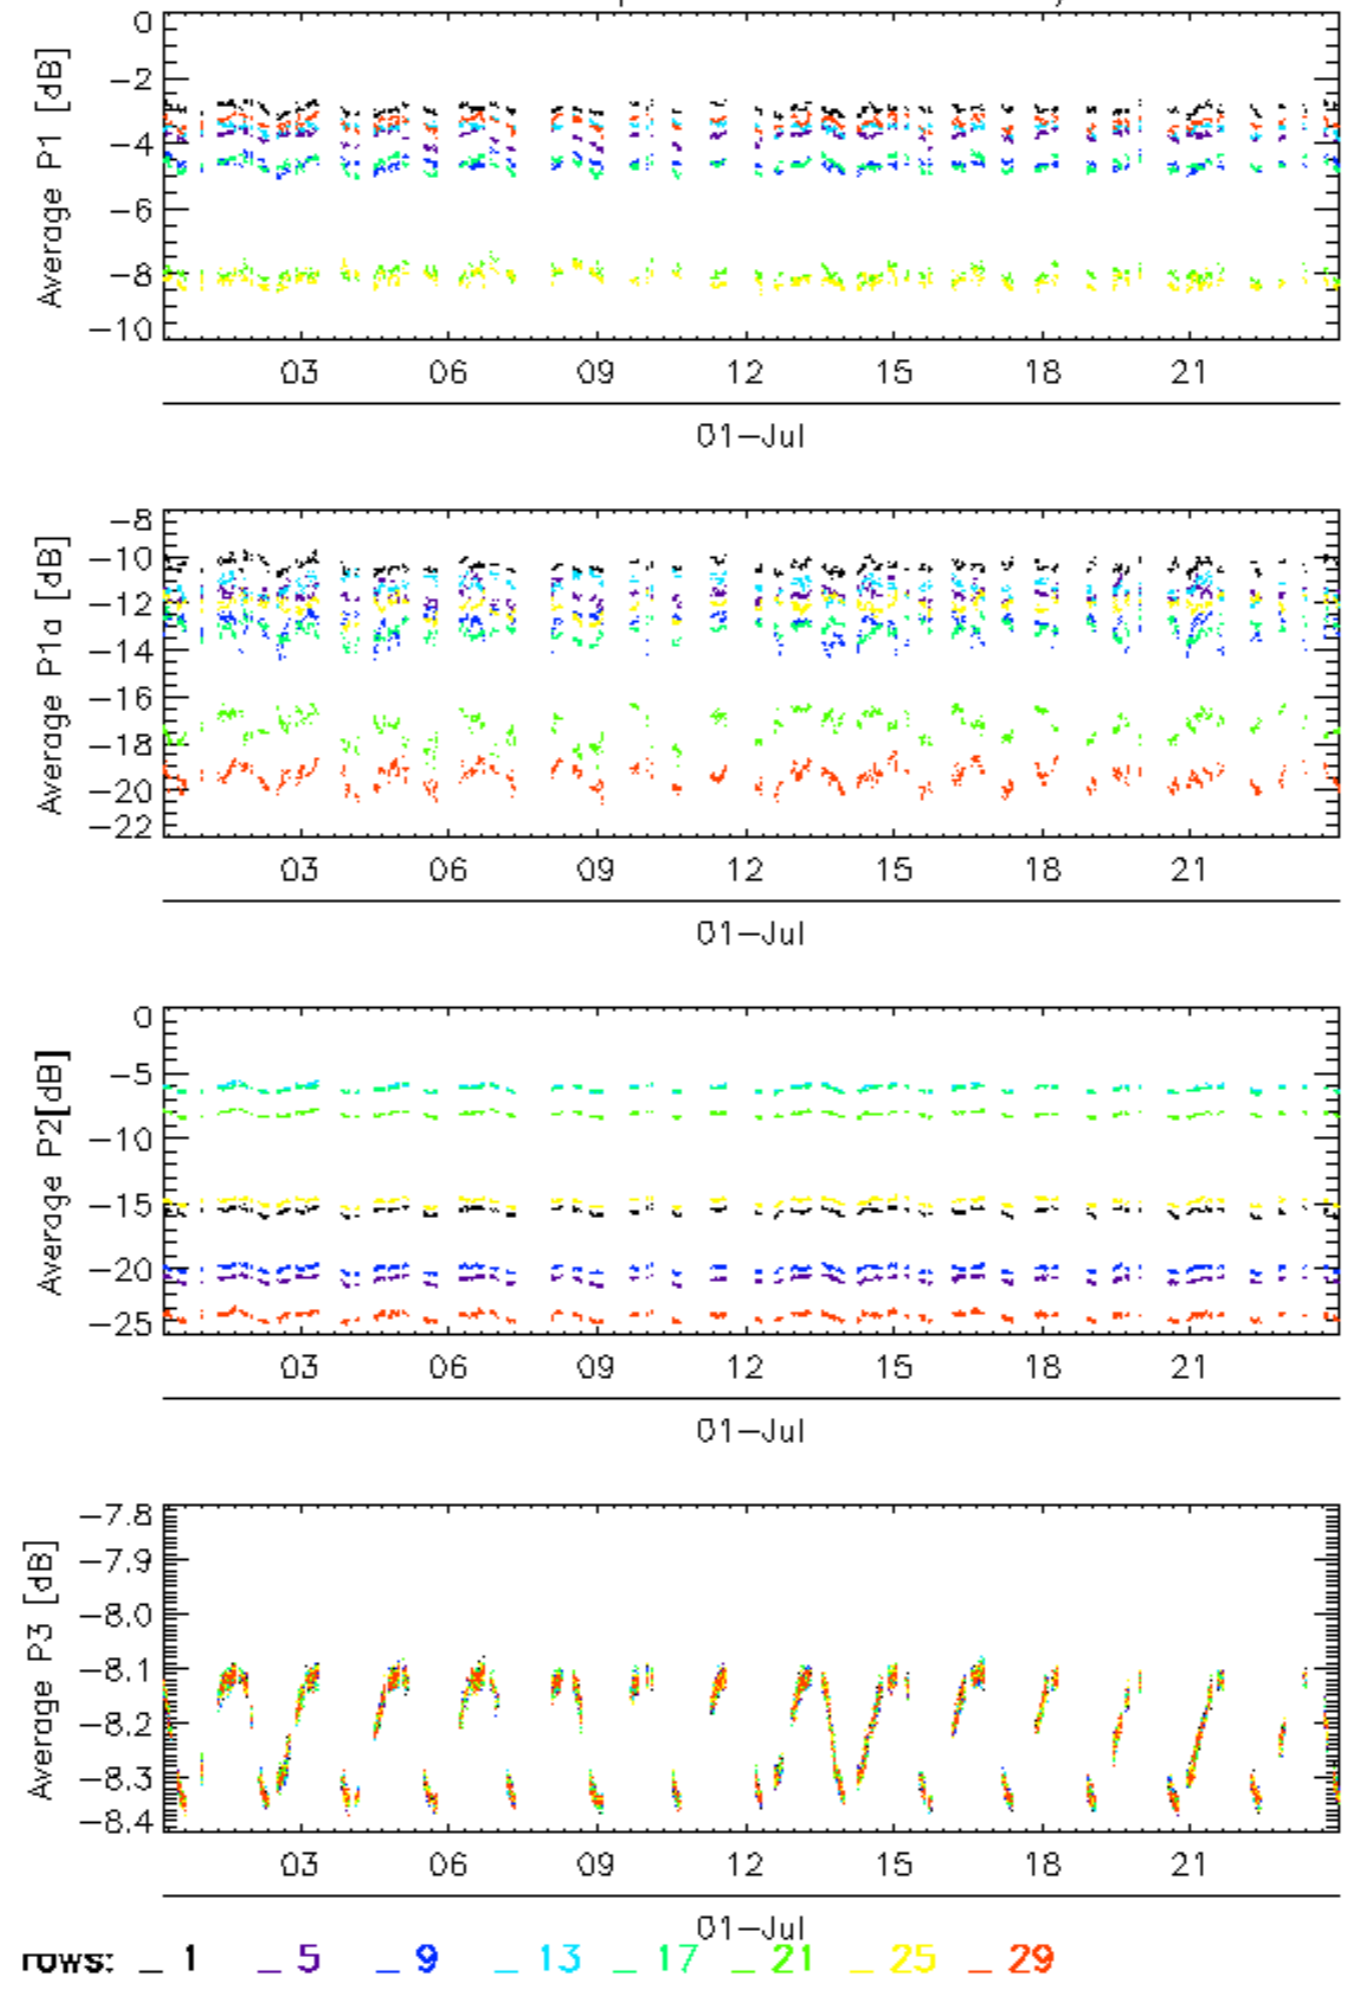 0
−2
−4
−6
−8
−10
Average P1 [dB]
03 06 09 12 15 18 21
01−Jul
−8
−10
−12
−14
−16
−18
−20
−22
Average P1a [dB]
03 06 09 12 15 18 21
01−Jul
0
−5
−10
−15
−20
−25
Average P2[dB]
03 06 09 12 15 18 21
01−Jul
−7.8
−7.9
−8.0
−8.1
−8.2
−8.3
−8.4
Average P3 [dB]
03 06 09 12 15 18 21
01−Jul
rows: _ 1 _ 5 _ 9 _ 13 _ 17 _ 21 _ 25 _ 29